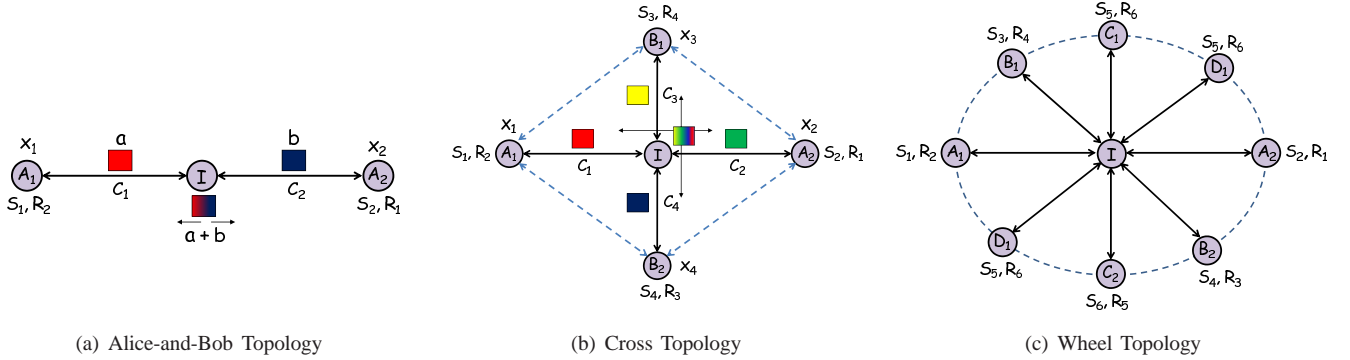 x1
a
b
x2
A1
I
A2
C1
C2
S1, R2
S2, R1
a + b
(a) Alice-and-Bob Topology
S3, R4
B1
x3
C3
x1
x2
S1, R2
A1
I
A2
S2, R1
C1
C2
C4
B2
x4
S4, R3
(b) Cross Topology
S5, R6
C1
S3, R4
S5, R6
B1
D1
S1, R2
A1
I
A2
S2, R1
D1
B2
S5, R6
C2
S4, R3
S6, R5
(c) Wheel Topology